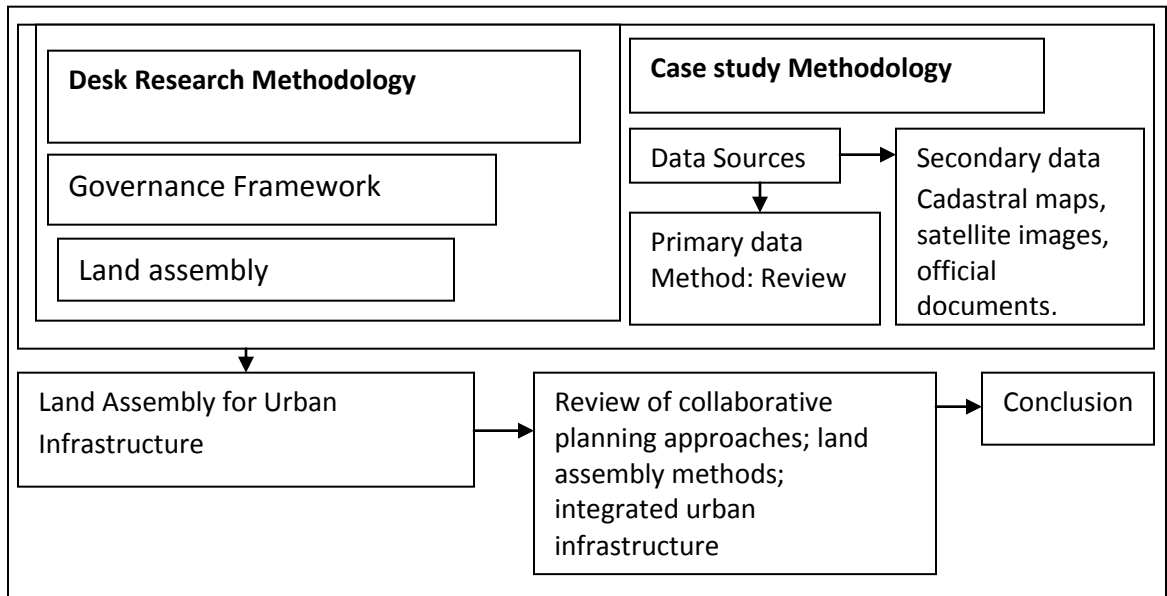 Desk Research Methodology
Governance Framework
Land assembly
Case study Methodology
Data Sources
Secondary data
Cadastral maps,
satellite images,
official
documents.
Primary data
Method: Review
Land Assembly for Urban
Infrastructure
Review of collaborative
planning approaches; land
assembly methods;
integrated urban
infrastructure
Conclusion